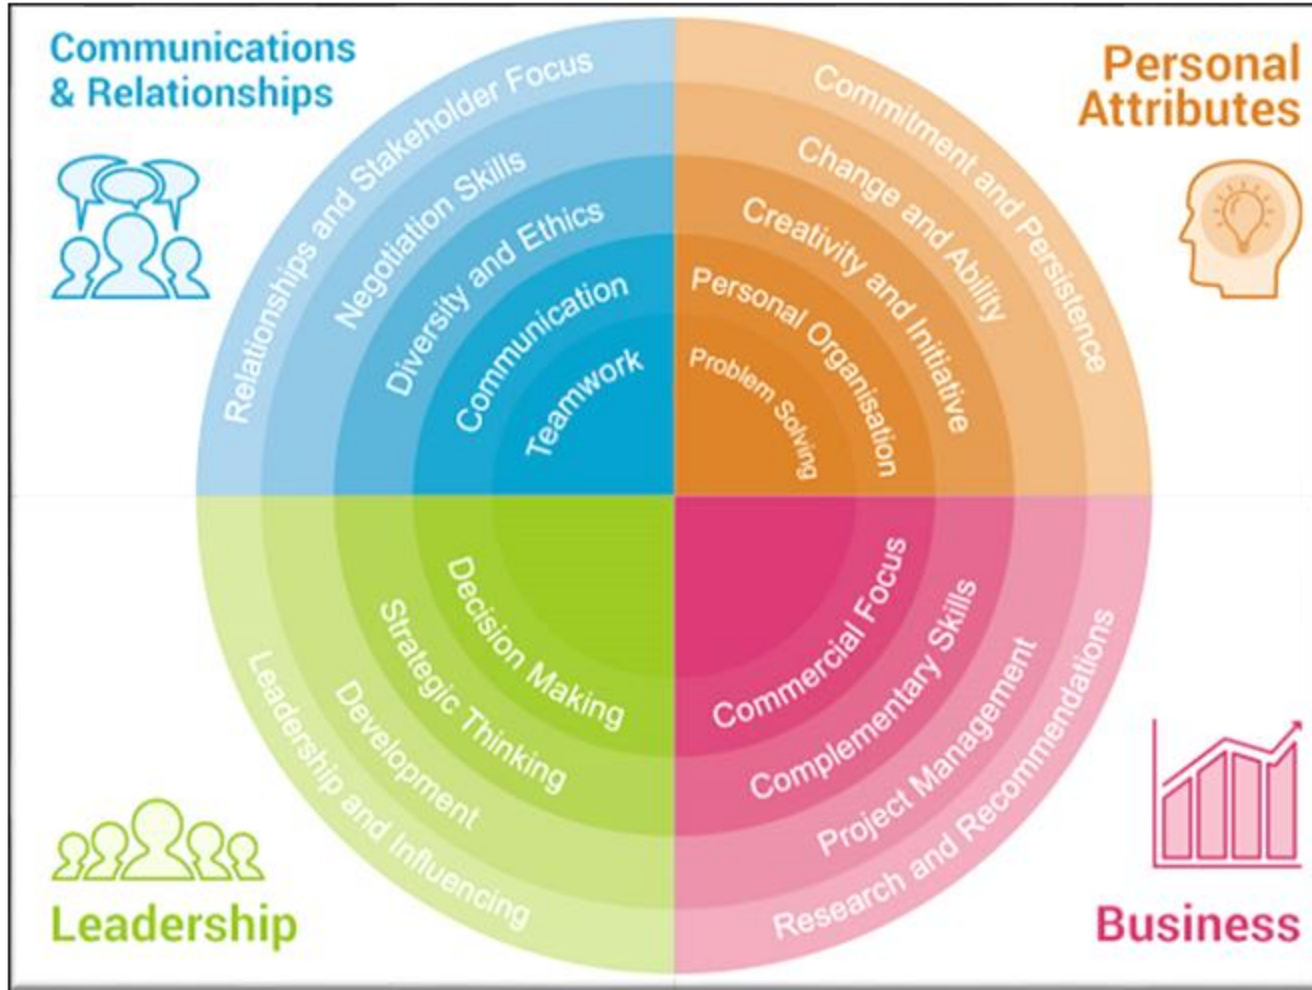 Communications
& Relationships
Personal
Attributes
Relationships and Stakeholder Focus
Negotiation Skills
Diversity and Ethics
Communication
Teamwork
Commitment and Persistence
Change and Ability
Creativity and Initiative
Personal Organisation
Problem Solving
Decision Making
Strategic Thinking
Development
Leadership and Influencing
Commercial Focus
Complementary Skills
Project Management
Research and Recommendations
Leadership
Business